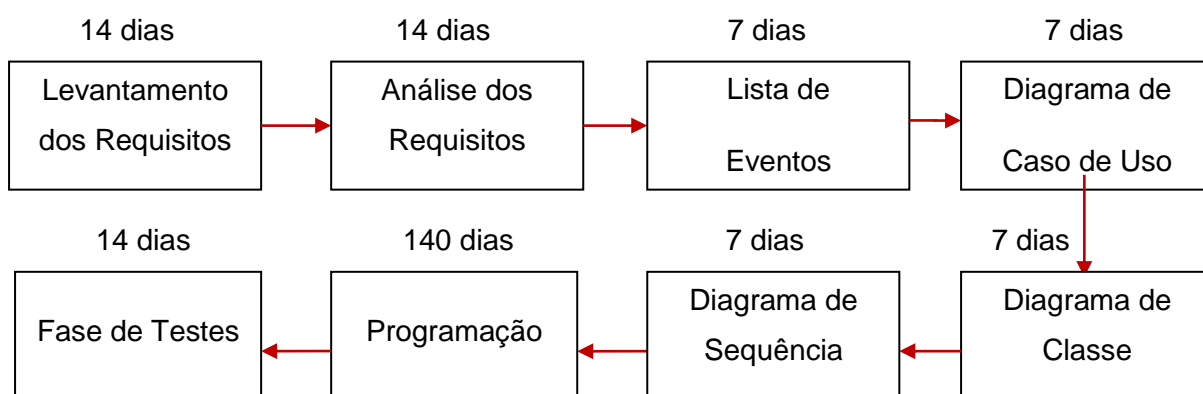 14 dias
14 dias
7 dias
7 dias
Levantamento
dos Requisitos
Análise dos
Requisitos
Lista de
Eventos
Diagrama de
Caso de Uso
14 dias
140 dias
7 dias
7 dias
Fase de Testes
Programação
Diagrama de
Sequência
Diagrama de
Classe